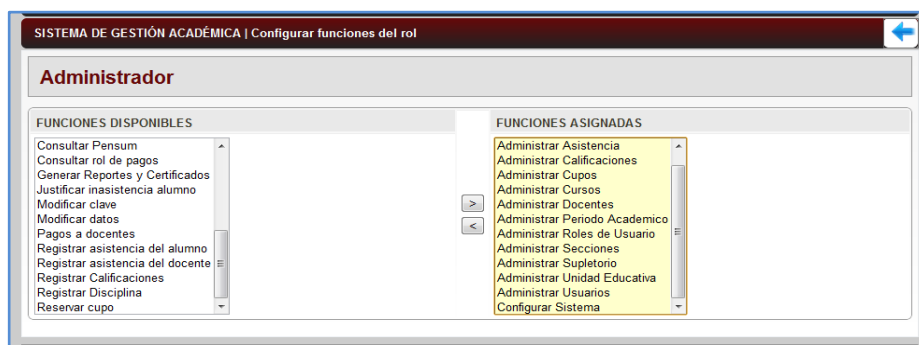 SISTEMA DE GESTIÓN ACADÉMICA | Configurar funciones del rol
Administrador
FUNCIONES DISPONIBLES
Consultar Pensum
Consultar rol de pagos
Generar Reportes y Certificados
Justificar inasistencia alumno
Modificar clave
Modificar datos
Pagos a docentes
Registrar asistencia del alumno
Registrar asistencia del docente
Registrar Calificaciones
Registrar Disciplina
Reservar cupo
>
<
FUNCIONES ASIGNADAS
Administrar Asistencia
Administrar Calificaciones
Administrar Cupos
Administrar Cursos
Administrar Docentes
Administrar Periodo Academico
Administrar Roles de Usuario
Administrar Secciones
Administrar Supletorio
Administrar Unidad Educativa
Administrar Usuarios
Configurar Sistema